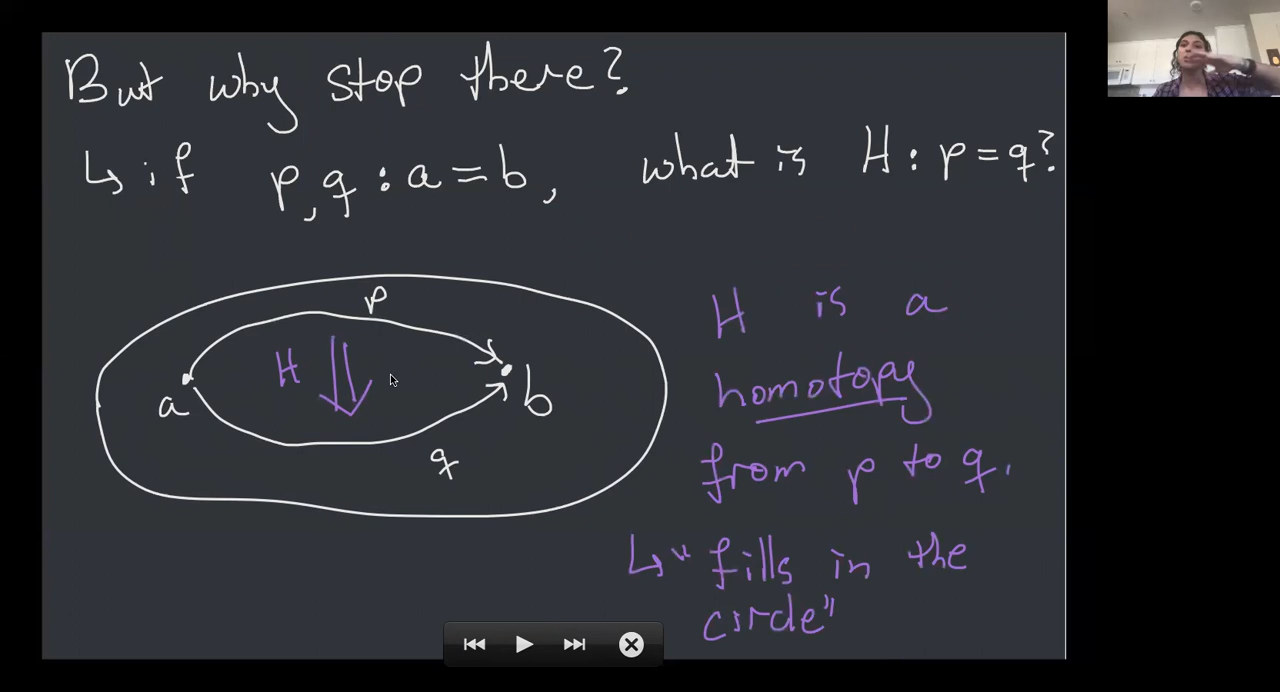 But why stop there?
↳ if p, q : a = b, what is H : p = q?
p
H
a
b
q
H is a
homotopy
from p to q.
↳ "fills in the
circle"